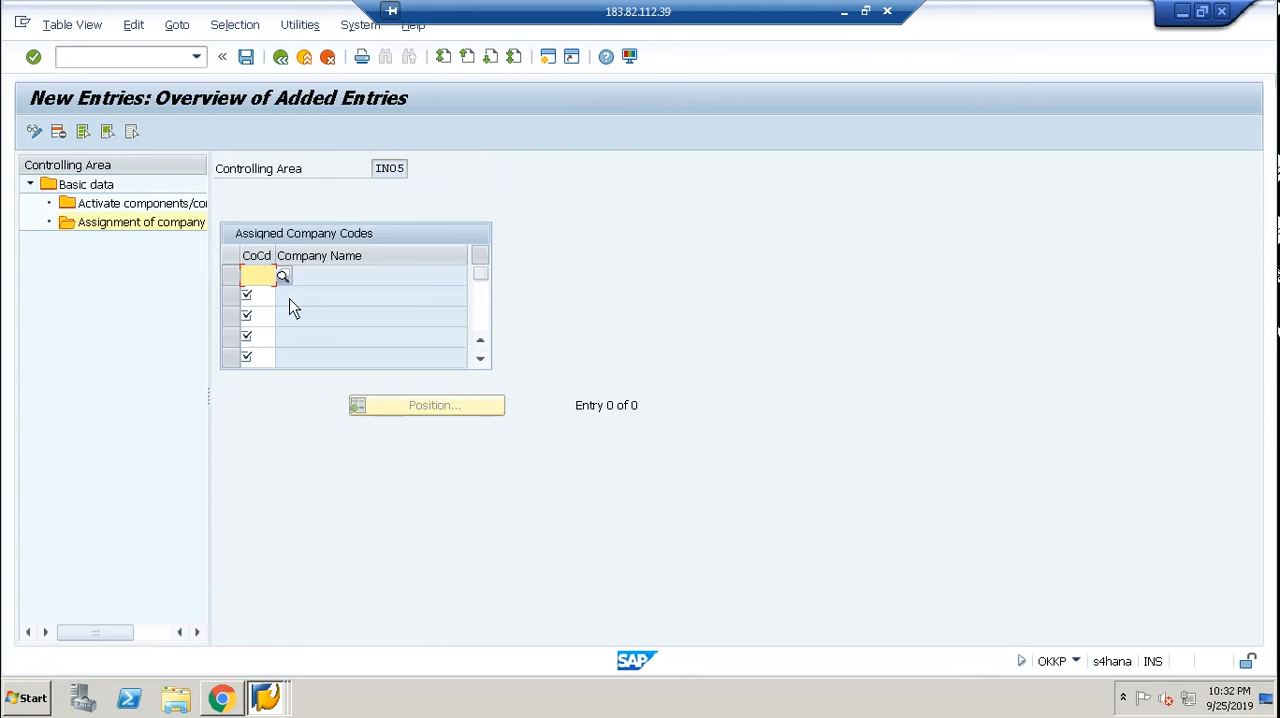 183.82.112.39
Table View Edit Goto Selection Utilities System Help
New Entries: Overview of Added Entries
Controlling Area
Basic data
Activate components/co
Assignment of company
Controlling Area INO5
Assigned Company Codes
CoCd Company Name
Position... Entry 0 of 0
SAP
OKKP s4hana INS
Start
10:32 PM
9/25/2019